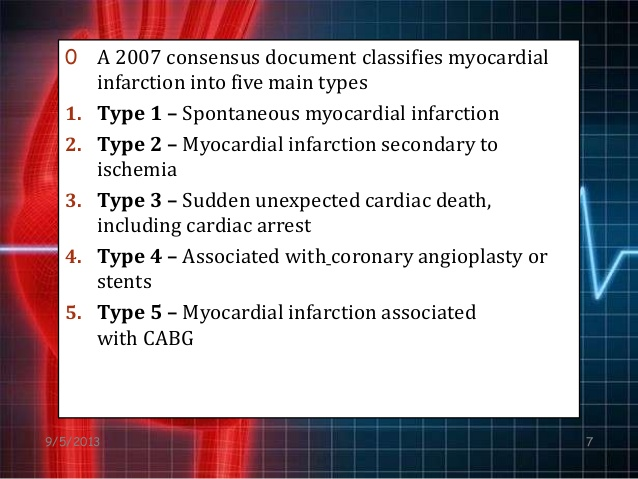 O A 2007 consensus document classifies myocardial
infarction into five main types
1. Type 1 – Spontaneous myocardial infarction
2. Type 2 – Myocardial infarction secondary to
ischemia
3. Type 3 – Sudden unexpected cardiac death,
including cardiac arrest
4. Type 4 – Associated with coronary angioplasty or
stents
5. Type 5 – Myocardial infarction associated
with CABG
9/5/2013 7